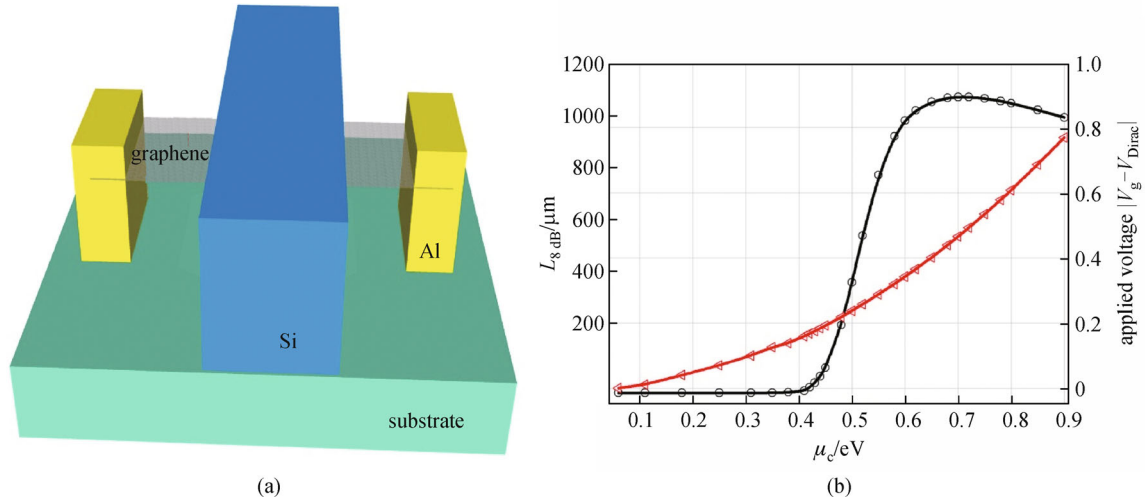 graphene
Al
Si
substrate
(a)
1200
1000
800
600
400
200
L8 dB/μm
0.1 0.2 0.3 0.4 0.5 0.6 0.7 0.8 0.9
μc/eV
1.0
0.8
0.6
0.4
0.2
0
applied voltage |Vg−VDirac|
(b)